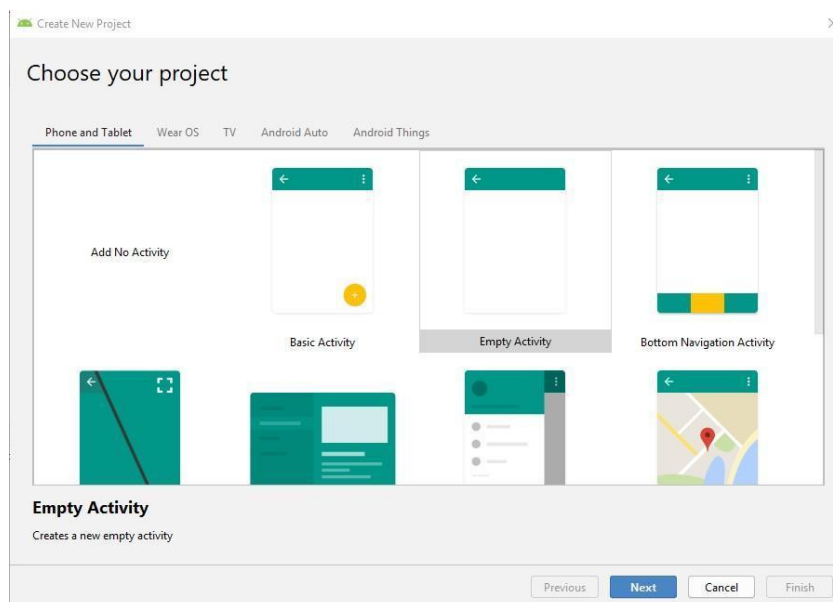 Create New Project
Choose your project
Phone and Tablet Wear OS TV Android Auto Android Things
Add No Activity
Basic Activity
Empty Activity
Bottom Navigation Activity
Empty Activity
Creates a new empty activity
Previous Next Cancel Finish